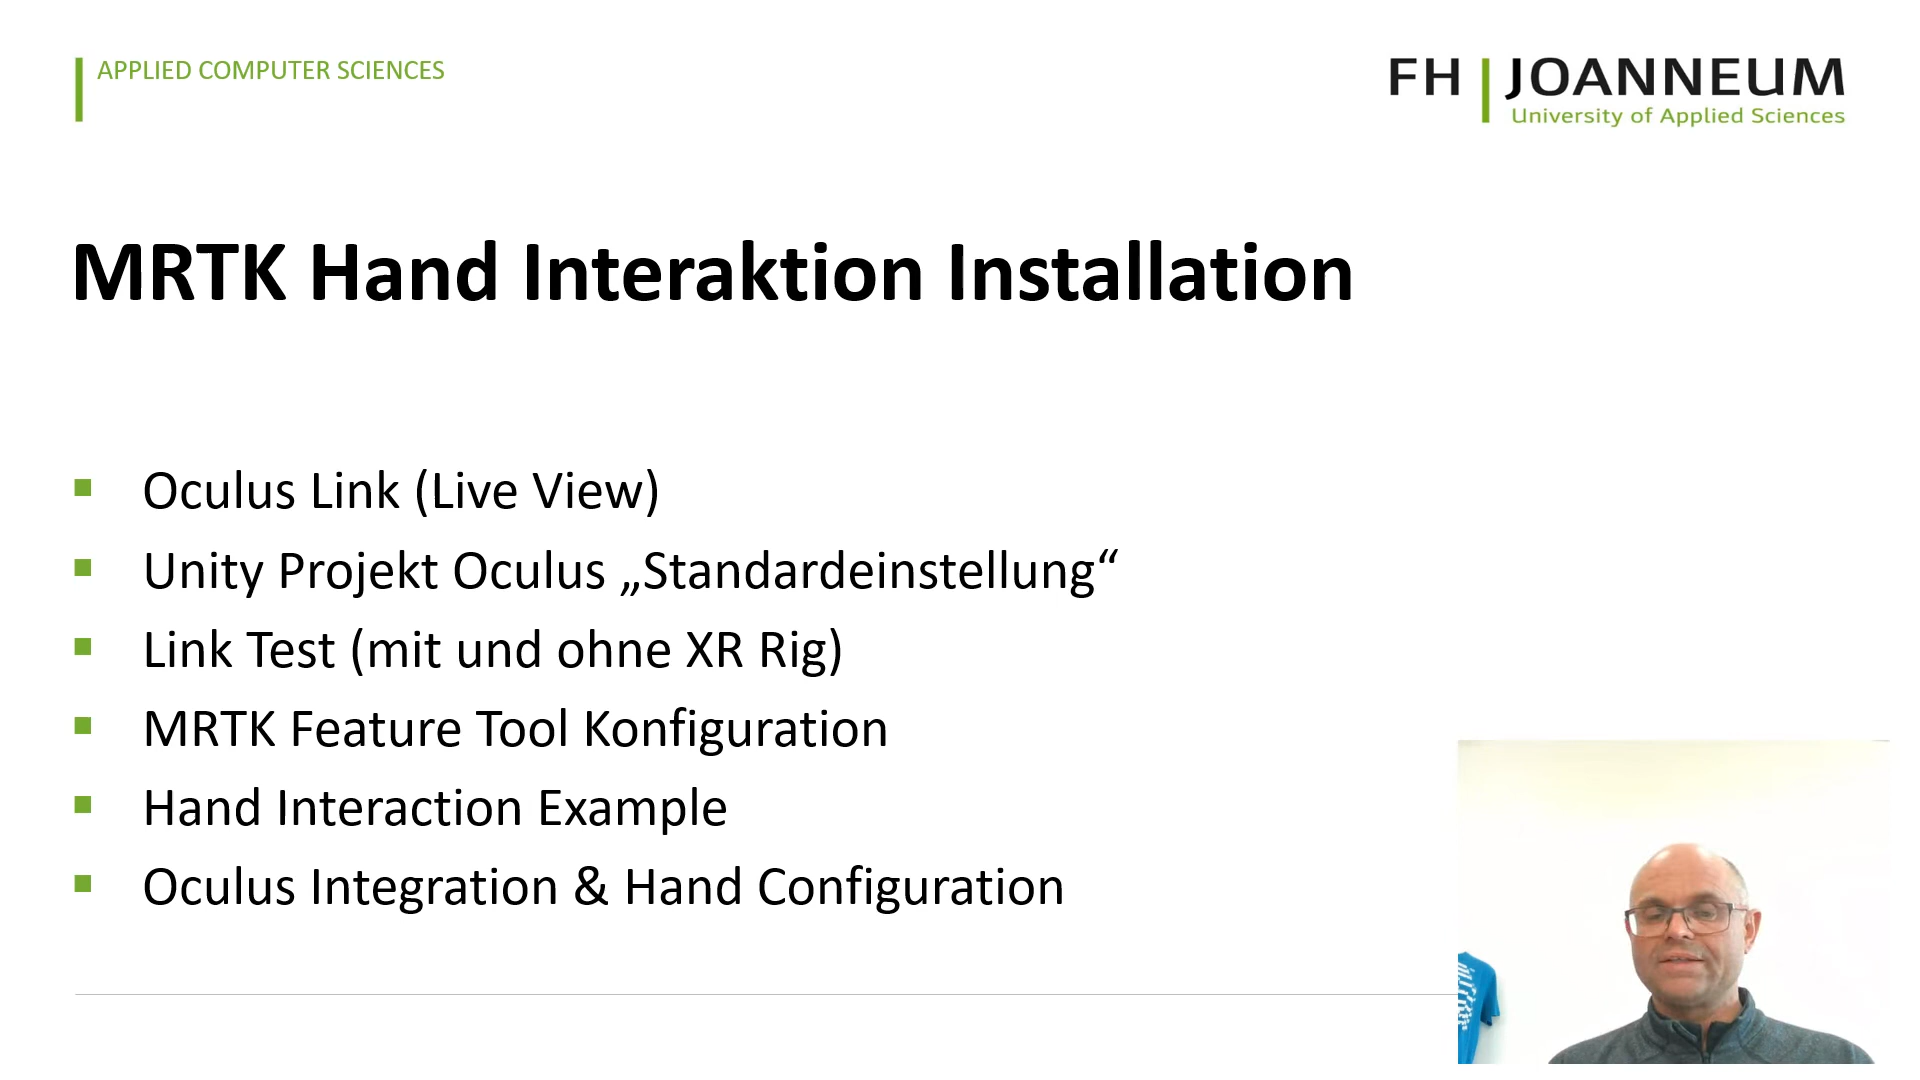 APPLIED COMPUTER SCIENCES
FH JOANNEUM
University of Applied Sciences
MRTK Hand Interaktion Installation
Oculus Link (Live View)
Unity Projekt Oculus „Standardeinstellung“
Link Test (mit und ohne XR Rig)
MRTK Feature Tool Konfiguration
Hand Interaction Example
Oculus Integration & Hand Configuration